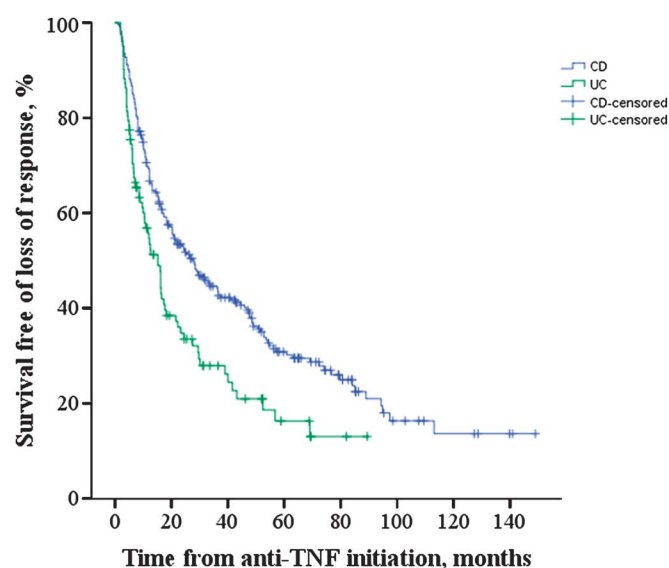 Survival free of loss of response, %
100
80
60
40
20
0
0 20 40 60 80 100 120 140
Time from anti-TNF initiation, months
CD
UC
CD-censored
UC-censored